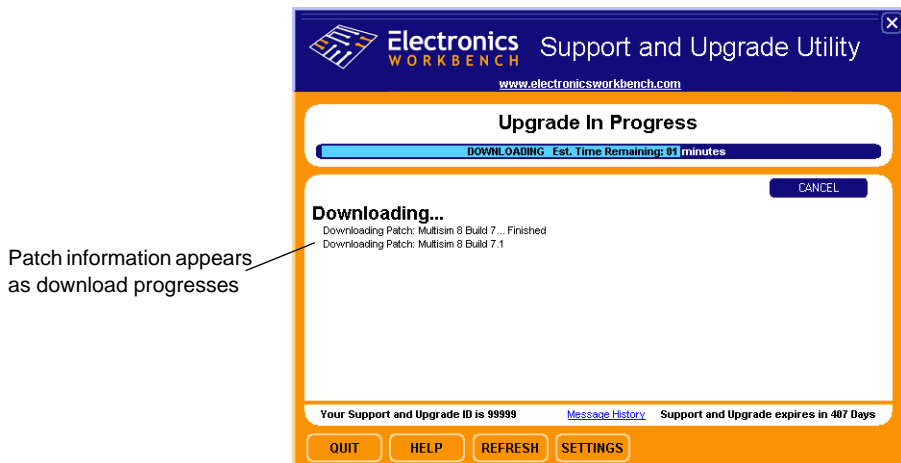 Electronics
WORKBENCH
Support and Upgrade Utility
www.electronicsworkbench.com
Upgrade In Progress
DOWNLOADING Est. Time Remaining: 01 minutes
CANCEL
Downloading...
Downloading Patch: Multisim 8 Build 7... Finished
Downloading Patch: Multisim 8 Build 7.1
Patch information appears
as download progresses
Your Support and Upgrade ID is 99999 Message History Support and Upgrade expires in 407 Days
QUIT HELP REFRESH SETTINGS